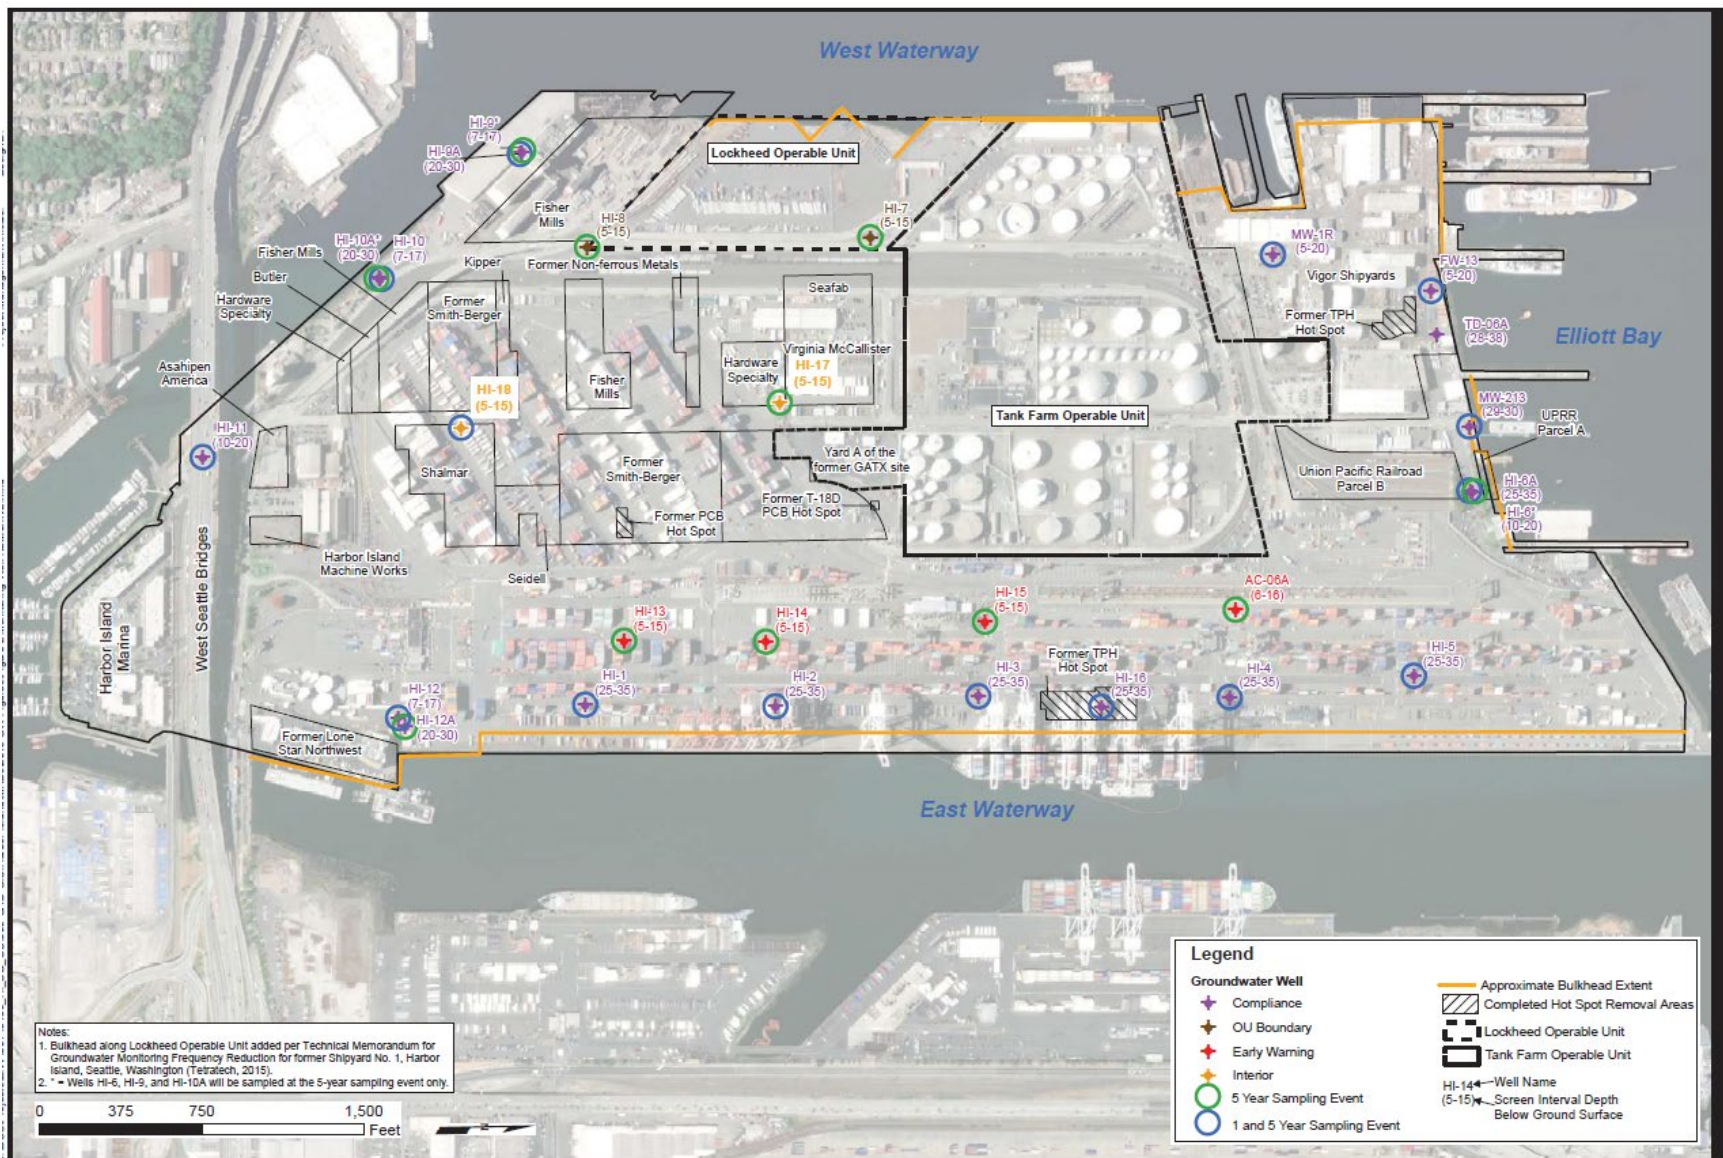 West Waterway
HI-9*
(7-17)
HI-9A
(20-30)
Lockheed Operable Unit
Fisher
Mills
HI-8
(5-15)
HI-7
(5-15)
HI-10A*
(20-30)
HI-10
(7-17)
Fisher Mills
Butler
Hardware
Specialty
Kipper
Former Non-ferrous Metals
MW-1R
(5-20)
FW-13
(5-20)
Vigor Shipyards
Former
Smith-Berger
Seafab
Former TPH
Hot Spot
TD-06A
(28-38)
Elliott Bay
Asahipen
America
Virginia McCallister
Hardware
Specialty
HI-17
(5-15)
HI-18
(5-15)
Fisher
Mills
Tank Farm Operable Unit
MW-213
(29-30)
UPRR
Parcel A
HI-11
(10-20)
Shalmar
Former
Smith-Berger
Yard A of the
former GATX site
Union Pacific Railroad
Parcel B
HI-6A
(25-35)
HI-6*
(10-20)
Former T-18D
PCB Hot Spot
Former PCB
Hot Spot
Harbor Island
Machine Works
Seidell
West Seattle Bridges
Harbor Island
Marina
HI-13
(5-15)
HI-14
(5-15)
HI-15
(5-15)
AC-06A
(6-16)
HI-12
(7-17)
HI-12A
(20-30)
HI-1
(25-35)
HI-2
(25-35)
HI-3
(25-35)
Former TPH
Hot Spot
HI-16
(25-35)
HI-4
(25-35)
HI-5
(25-35)
Former Lone
Star Northwest
East Waterway
Notes:
1. Bulkhead along Lockheed Operable Unit added per Technical Memorandum for
Groundwater Monitoring Frequency Reduction for former Shipyard No. 1, Harbor
Island, Seattle, Washington (Tetratech, 2015).
2. * = Wells HI-6, HI-9, and HI-10A will be sampled at the 5-year sampling event only.
0 375 750 1,500
Feet
N
Legend
Groundwater Well
Compliance
OU Boundary
Early Warning
Interior
5 Year Sampling Event
1 and 5 Year Sampling Event
Approximate Bulkhead Extent
Completed Hot Spot Removal Areas
Lockheed Operable Unit
Tank Farm Operable Unit
HI-14 Well Name
(5-15) Screen Interval Depth
Below Ground Surface